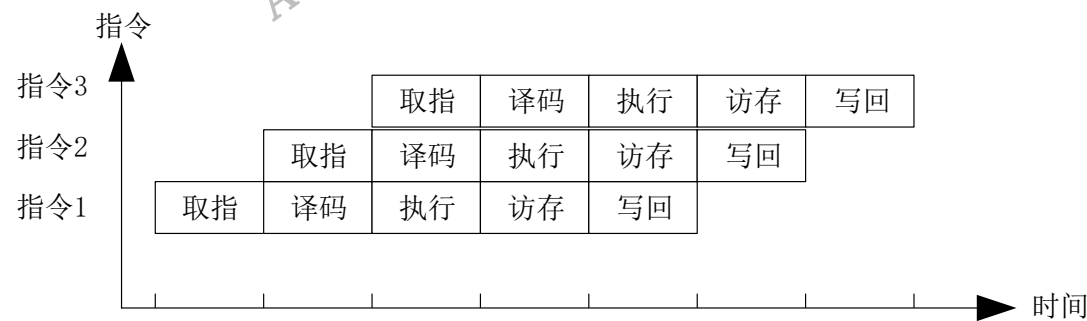 指令
指令3 取指 译码 执行 访存 写回
指令2 取指 译码 执行 访存 写回
指令1 取指 译码 执行 访存 写回
时间